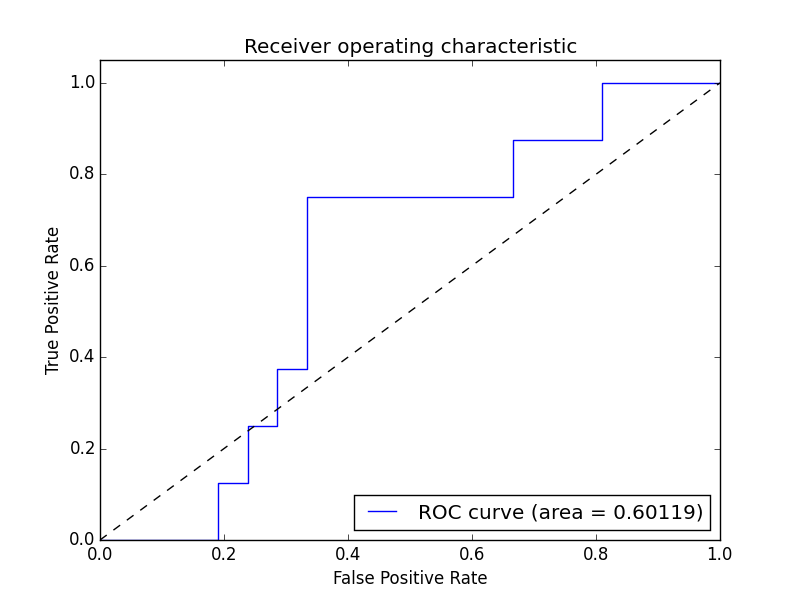 Receiver operating characteristic
True Positive Rate
1.0
0.8
0.6
0.4
0.2
0.0
ROC curve (area = 0.60119)
0.0 0.2 0.4 0.6 0.8 1.0
False Positive Rate